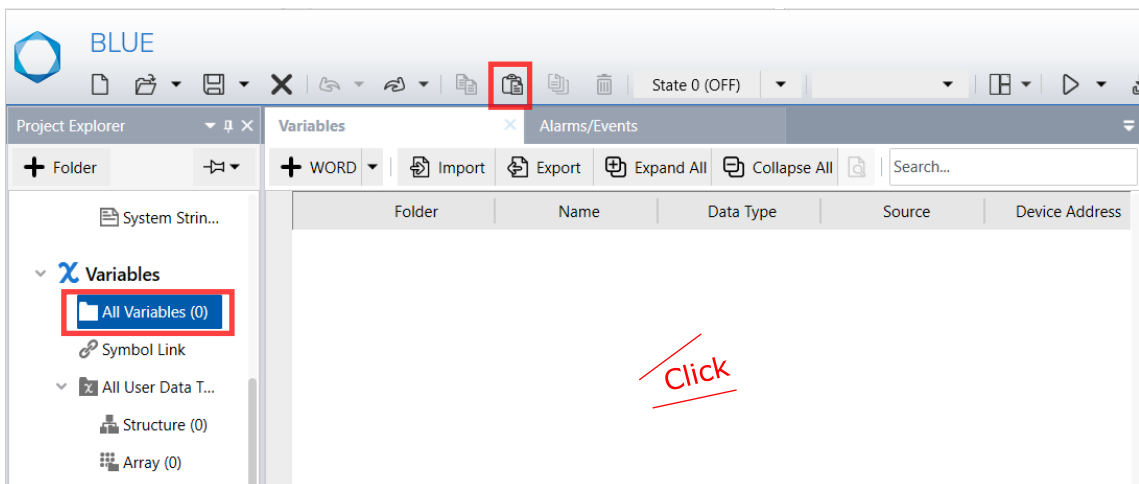 BLUE
State 0 (OFF)
Project Explorer
Variables
Alarms/Events
Folder
WORD
Import
Export
Expand All
Collapse All
Search...
Folder
Name
Data Type
Source
Device Address
System Strin...
Variables
All Variables (0)
Symbol Link
All User Data T...
Structure (0)
Array (0)
Click